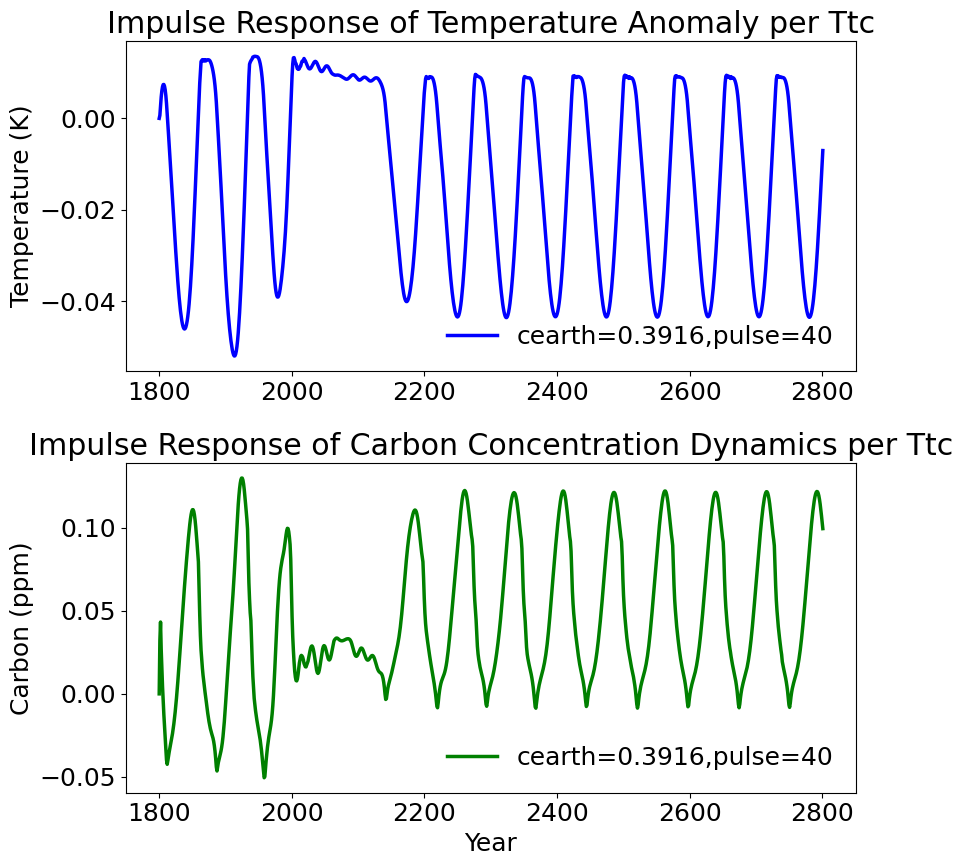 Impulse Response of Temperature Anomaly per Ttc
Temperature (K)
0.00
−0.02
−0.04
cearth=0.3916,pulse=40
1800 2000 2200 2400 2600 2800
Impulse Response of Carbon Concentration Dynamics per Ttc
Carbon (ppm)
0.10
0.05
0.00
−0.05
cearth=0.3916,pulse=40
1800 2000 2200 2400 2600 2800
Year